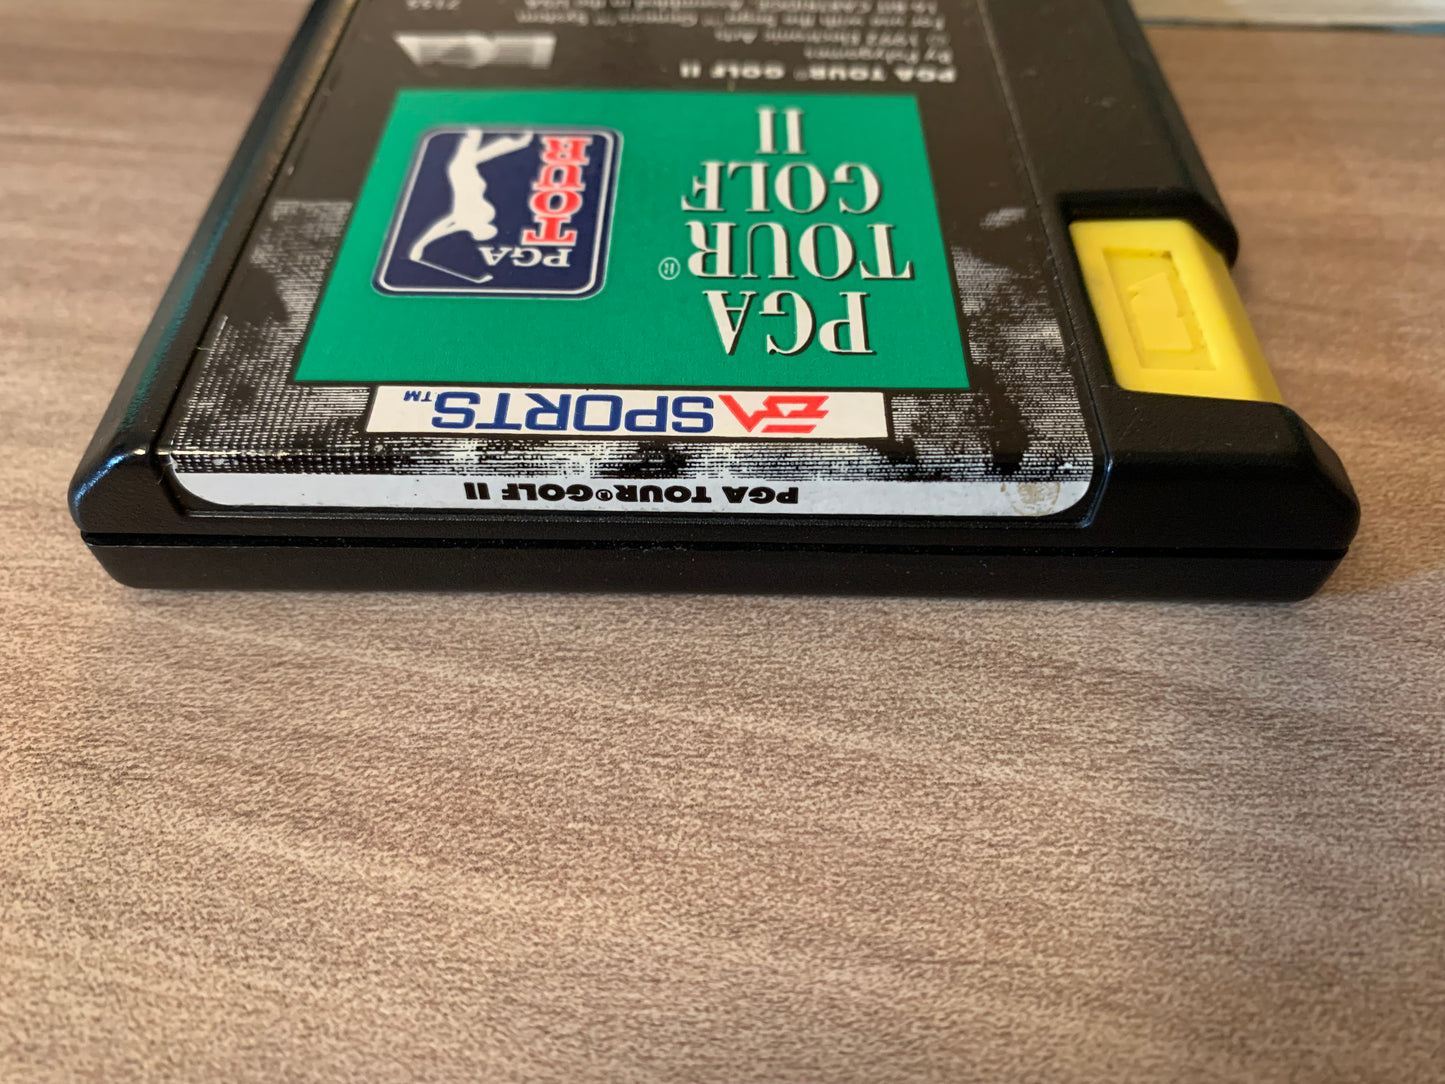 PGA TOUR® GOLF II
EA SPORTS™
PGA
TOUR®
GOLF
II
PGA
TOUR
PGA TOUR® GOLF II
by Polygames
© 1992 Electronic Arts
For use with the Sega™ Genesis™ System